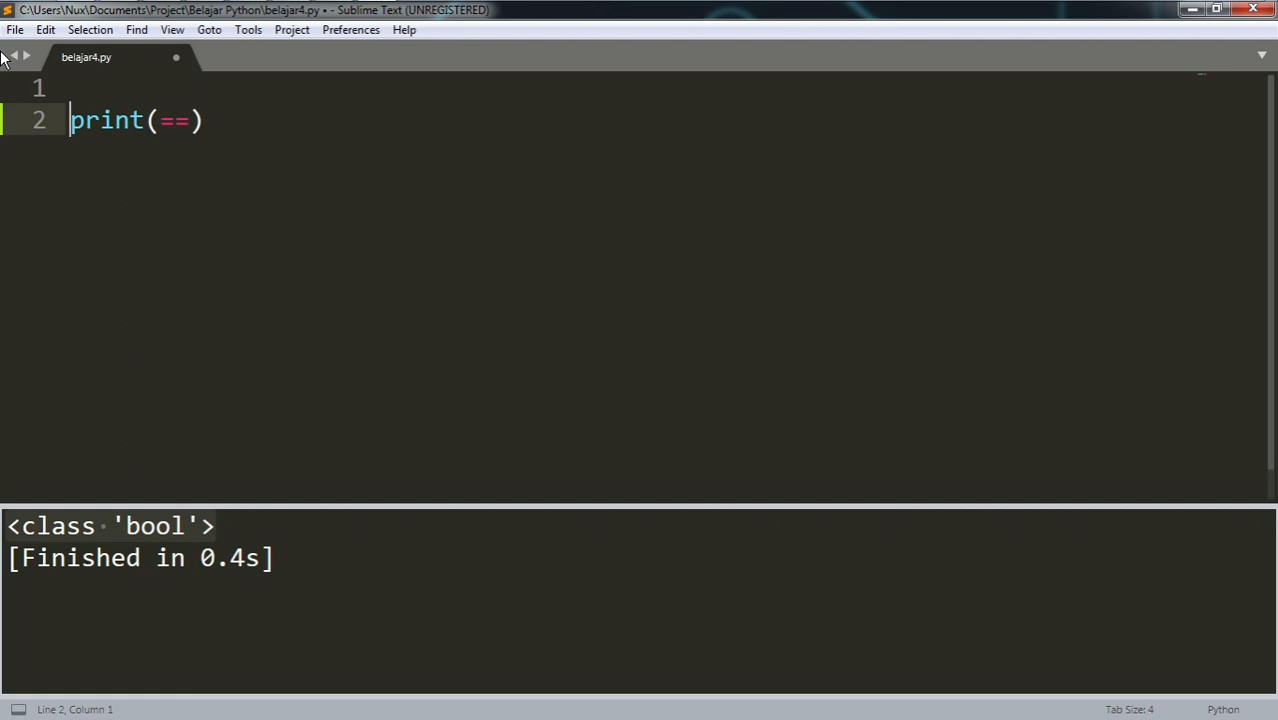 C:\Users\Nux\Documents\Project\Belajar Python\belajar4.py • - Sublime Text (UNREGISTERED)
File Edit Selection Find View Goto Tools Project Preferences Help
belajar4.py
1
2 print(==)
<class 'bool'>
[Finished in 0.4s]
Line 2, Column 1 Tab Size: 4 Python